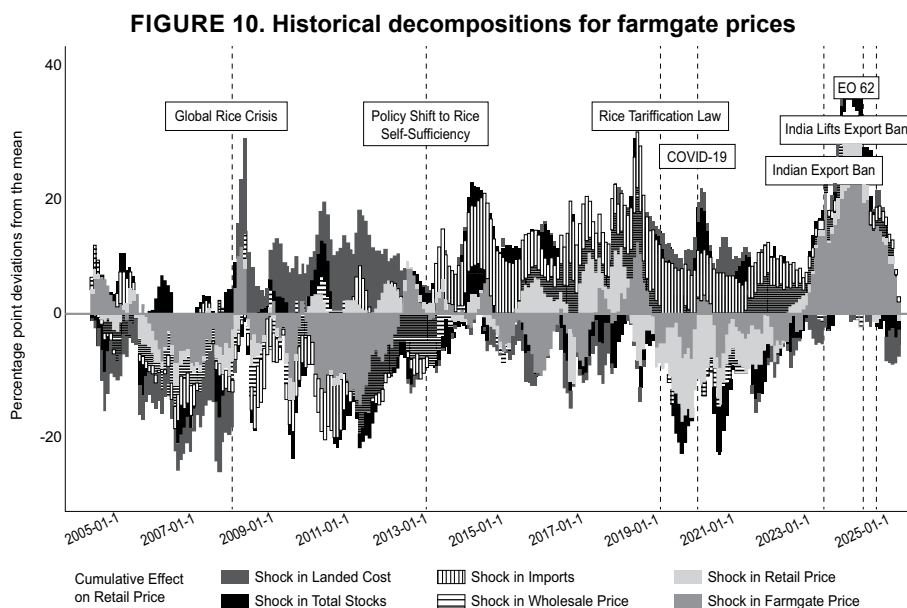 FIGURE 10. Historical decompositions for farmgate prices
Percentage point deviations from the mean
40
20
0
-20
Global Rice Crisis
Policy Shift to Rice
Self-Sufficiency
Rice Tariffication Law
COVID-19
EO 62
India Lifts Export Ban
Indian Export Ban
2005-01-1
2007-01-1
2009-01-1
2011-01-1
2013-01-1
2015-01-1
2017-01-1
2019-01-1
2021-01-1
2023-01-1
2025-01-1
Cumulative Effect
on Retail Price
Shock in Landed Cost
Shock in Imports
Shock in Retail Price
Shock in Total Stocks
Shock in Wholesale Price
Shock in Farmgate Price